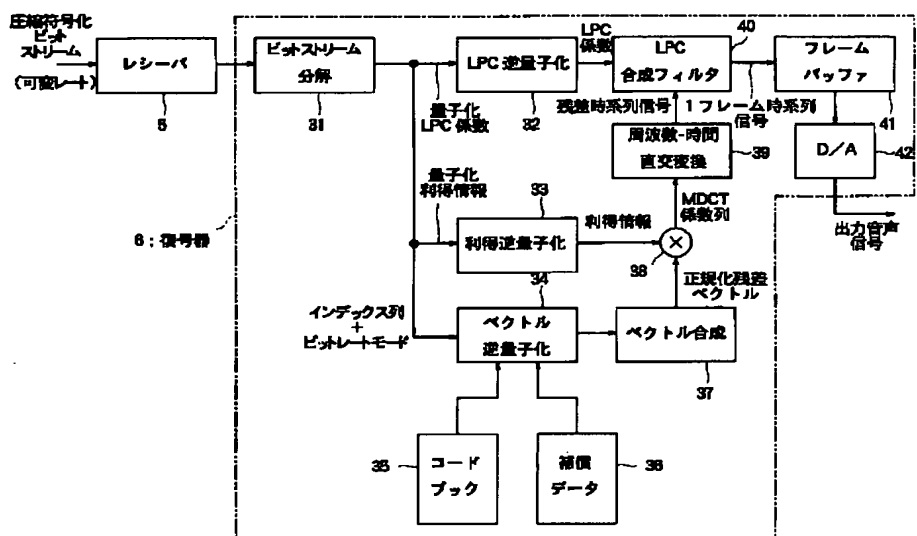 圧縮符号化
ビット
ストリーム
(可変レート)
レシーバ
5
6:復号器
ビットストリーム
分解
31
量子化
LPC 係数
LPC 逆量子化
32
LPC
係数
LPC
合成フィルタ
40
残差時系列信号
1フレーム時系列
信号
フレーム
バッファ
41
D/A
42
出力音声
信号
周波数-時間
直交変換
39
MDCT
係数列
量子化
利得情報
33
利得逆量子化
利得情報
×
38
正規化残差
ベクトル
インデックス列
+
ビットレートモード
34
ベクトル
逆量子化
ベクトル合成
37
35
コード
ブック
補償
データ
36